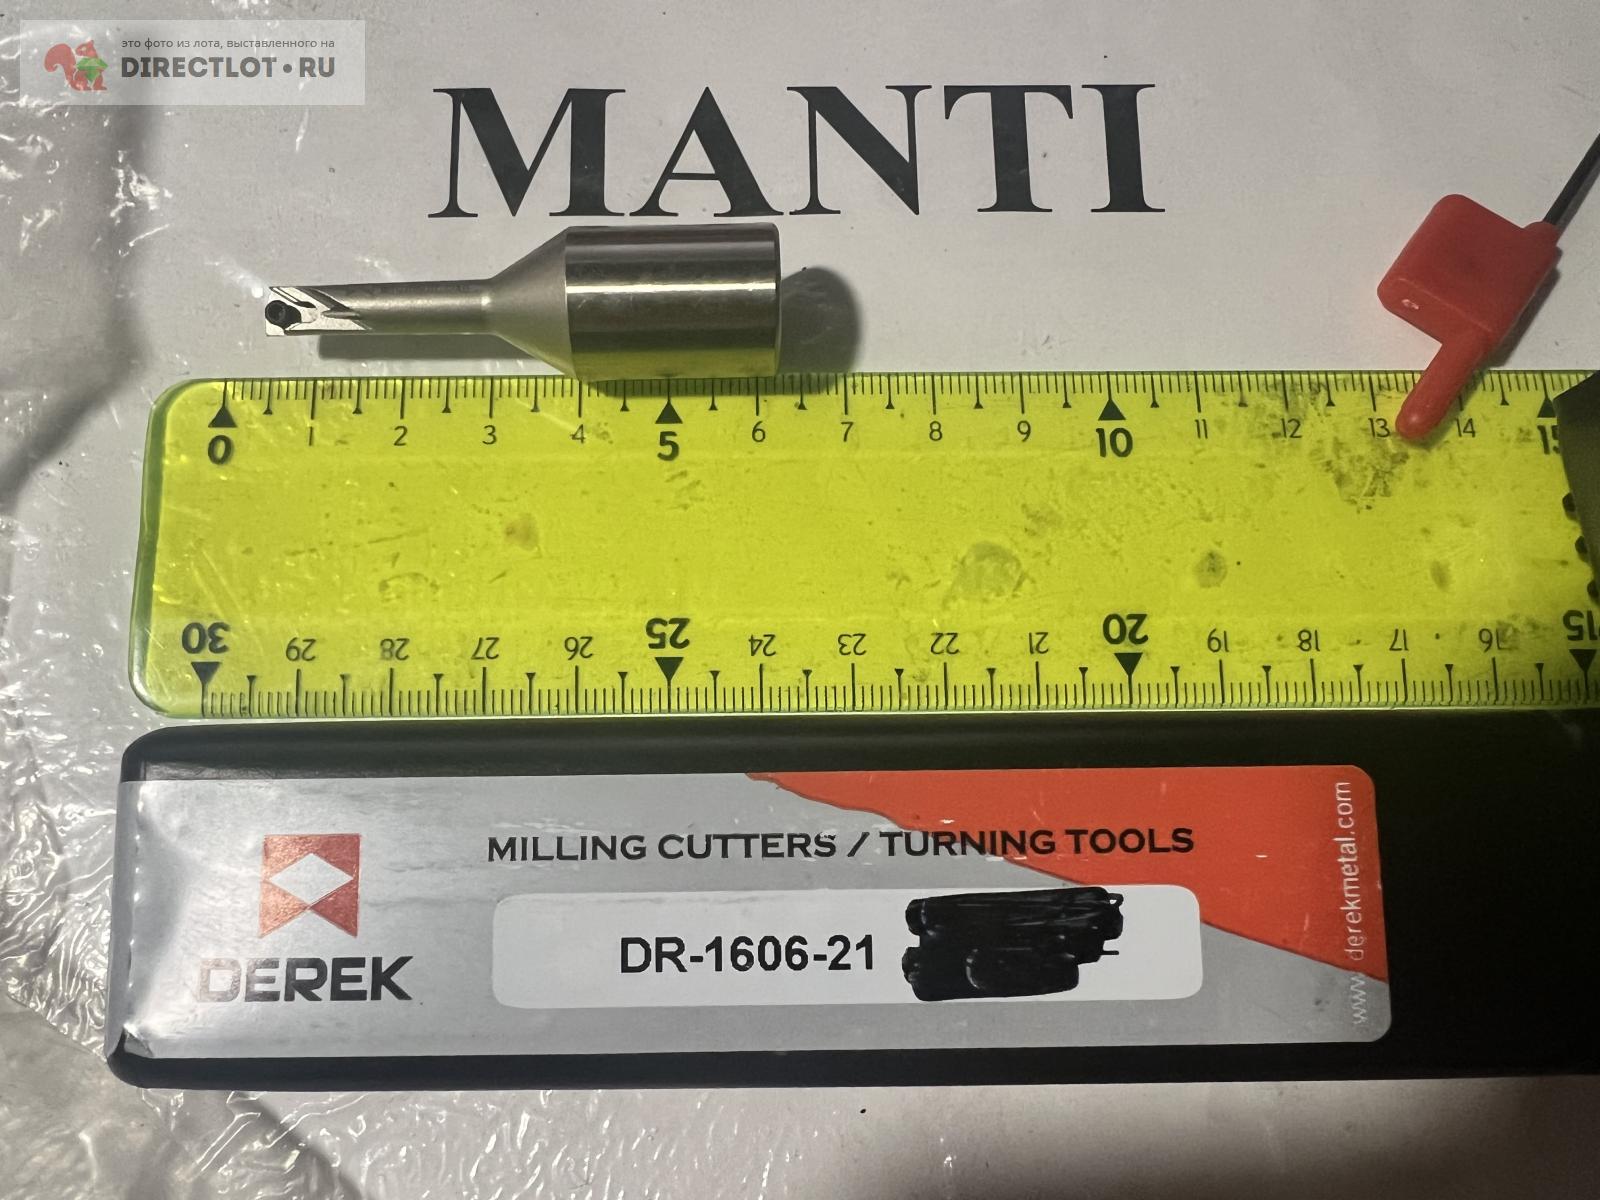 это фото из лота, выставленного на
DIRECTLOT•RU
MANTI
0 1 2 3 4 5 6 7 8 9 10 11 12 13 14 15
30 29 28 27 26 25 24 23 22 21 20 19 18 17 16 15
MILLING CUTTERS / TURNING TOOLS
DEREK
DR-1606-21
www.derekmetal.com